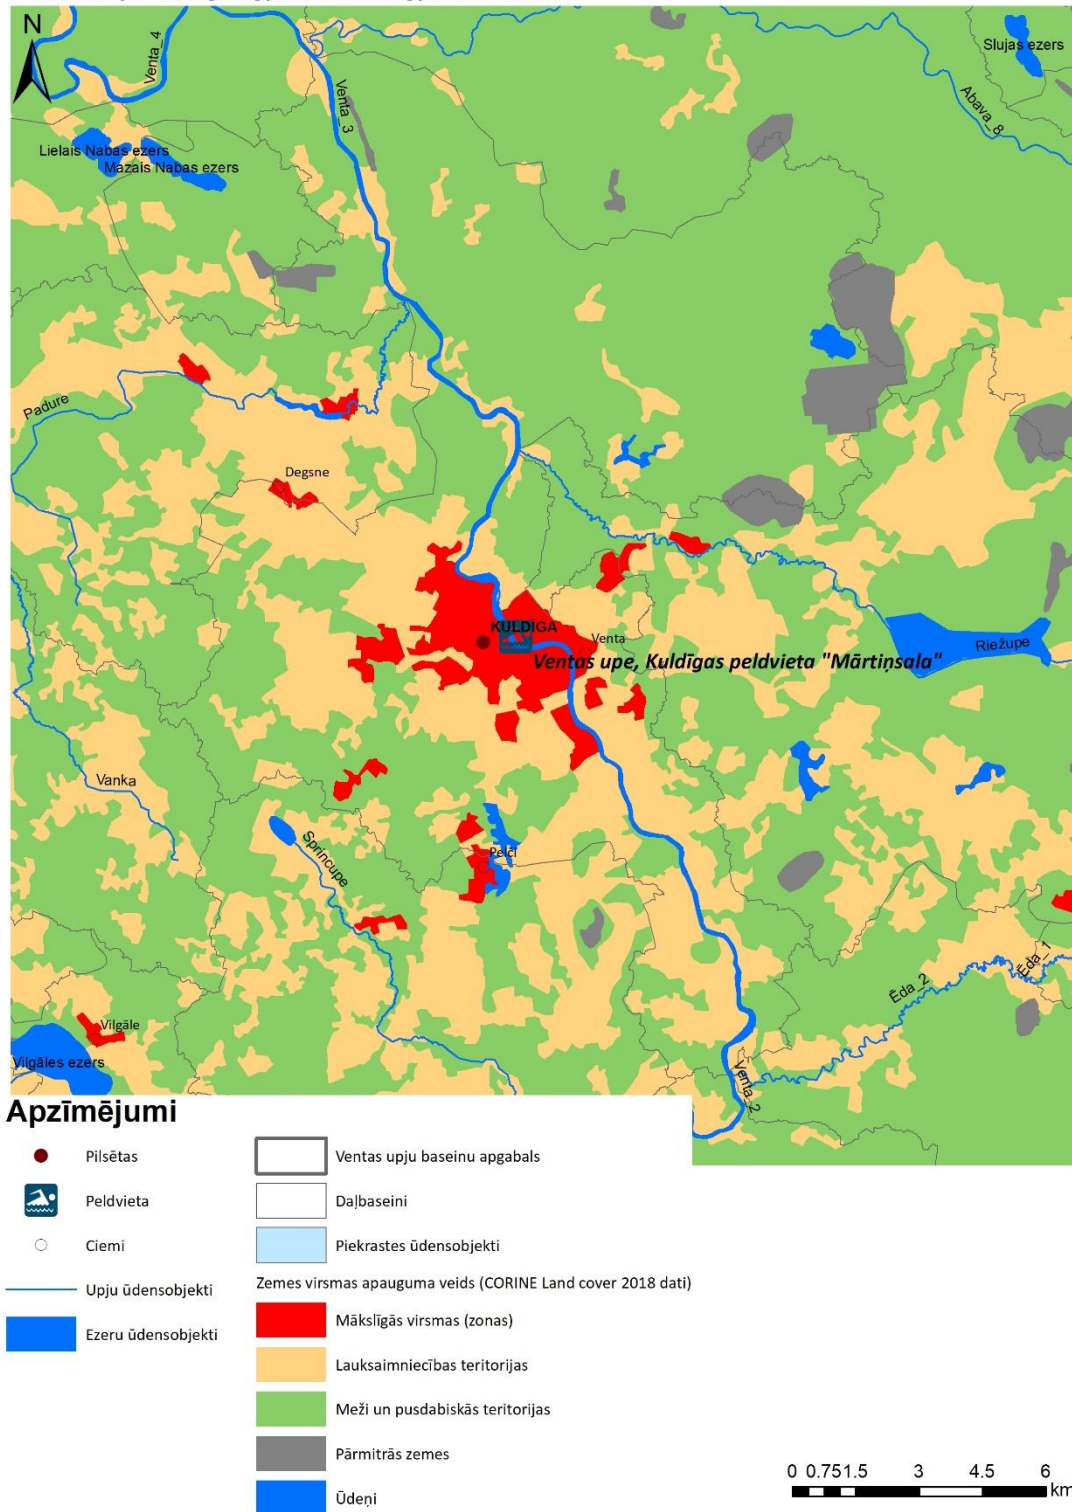 N
Venta_4
Venta_3
Slujas ezers
Abava_8
Lielais Nabas ezers
Mazais Nabas ezers
Padure
Degsne
KULDĪGA
Venta
Ventas upe, Kuldīgas peldvieta "Mārtiņsala"
Riežupe
Vanka
Sprincupe
Pelči
Ēda_2
Ēda_1
Vilgāle
Vilgāles ezers
Venta_2
Apzīmējumi
Pilsētas
Peldvieta
Ciemi
Upju ūdensobjekti
Ezeru ūdensobjekti
Ventas upju baseinu apgabals
Daļbaseini
Piekrastes ūdensobjekti
Zemes virsmas apauguma veids (CORINE Land cover 2018 dati)
Mākslīgās virsmas (zonas)
Lauksaimniecības teritorijas
Meži un pusdabiskās teritorijas
Pārmitrās zemes
Ūdeņi
0 0.75 1.5 3 4.5 6
km